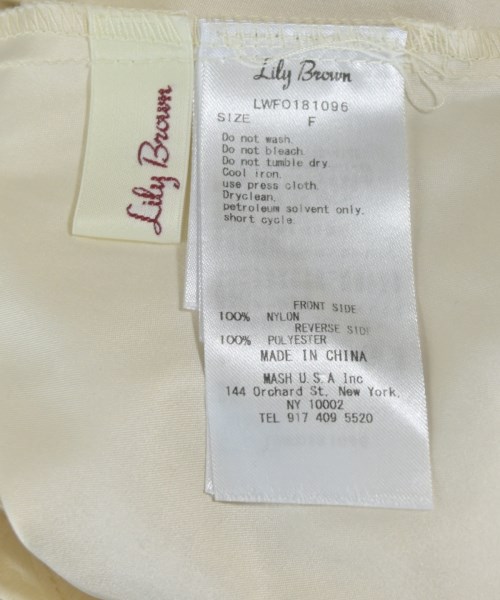 Lily Brown
Lily Brown
LWFO181096
SIZE F
Do not wash.
Do not bleach.
Do not tumble dry.
Cool iron.
use press cloth.
Dryclean.
petroleum solvent only.
short cycle.
FRONT SIDE
100% NYLON
REVERSE SIDE
100% POLYESTER
MADE IN CHINA
MASH U.S.A Inc
144 Orchard St. New York.
NY 10002
TEL 917 409 5520